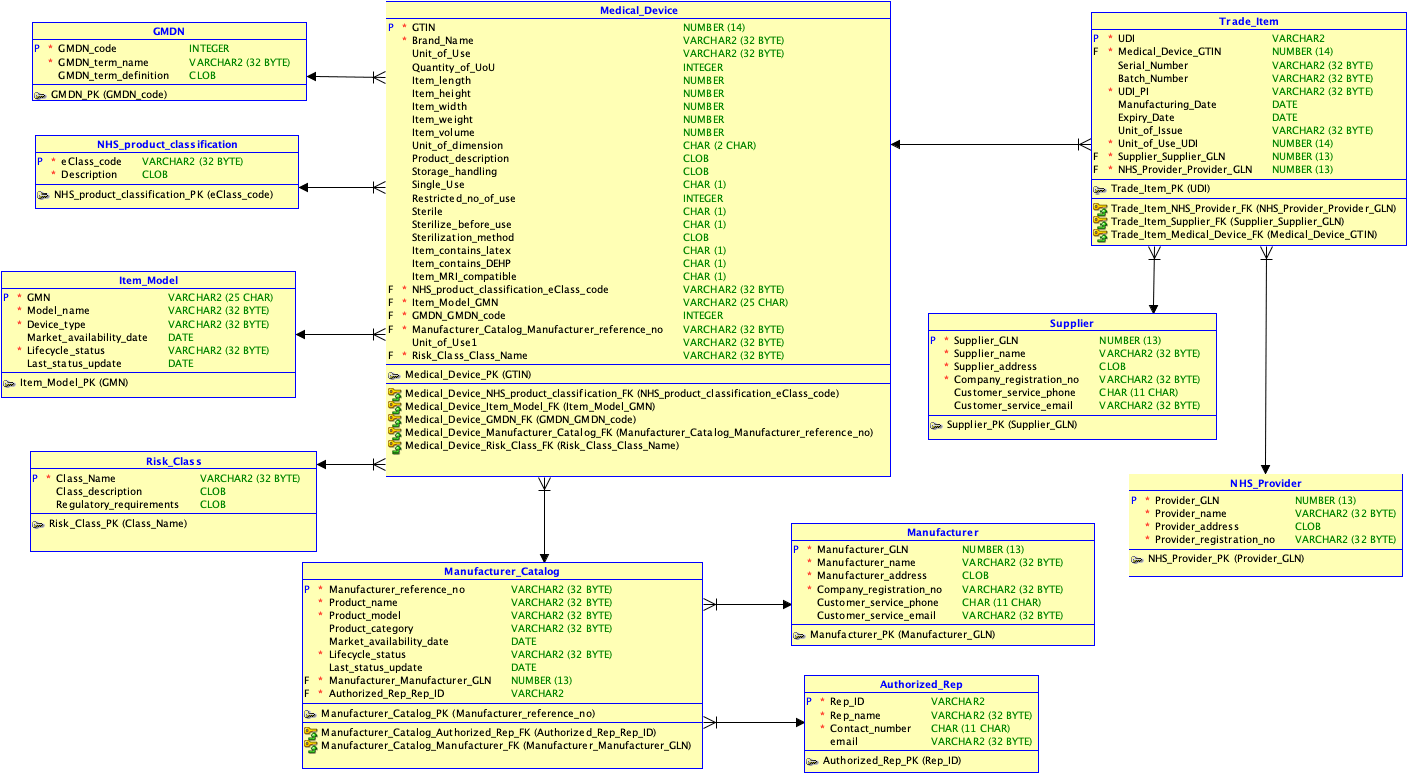 GMDN
P * GMDN_code INTEGER
* GMDN_term_name VARCHAR2 (32 BYTE)
GMDN_term_definition CLOB
GMDN_PK (GMDN_code)
NHS_product_classification
P * eClass_code VARCHAR2 (32 BYTE)
* Description CLOB
NHS_product_classification_PK (eClass_code)
Item_Model
P * GMN VARCHAR2 (25 CHAR)
* Model_name VARCHAR2 (32 BYTE)
* Device_type VARCHAR2 (32 BYTE)
Market_availability_date DATE
* Lifecycle_status VARCHAR2 (32 BYTE)
Last_status_update DATE
Item_Model_PK (GMN)
Risk_Class
P * Class_Name VARCHAR2 (32 BYTE)
Class_description CLOB
Regulatory_requirements CLOB
Risk_Class_PK (Class_Name)
Medical_Device
P * GTIN NUMBER (14)
* Brand_Name VARCHAR2 (32 BYTE)
Unit_of_Use VARCHAR2 (32 BYTE)
Quantity_of_UoU INTEGER
Item_length NUMBER
Item_height NUMBER
Item_width NUMBER
Item_weight NUMBER
Item_volume NUMBER
Unit_of_dimension CHAR (2 CHAR)
Product_description CLOB
Storage_handling CLOB
Single_Use CHAR (1)
Restricted_no_of_use INTEGER
Sterile CHAR (1)
Sterilize_before_use CHAR (1)
Sterilization_method CLOB
Item_contains_latex CHAR (1)
Item_contains_DEHP CHAR (1)
Item_MRI_compatible CHAR (1)
F * NHS_product_classification_eClass_code VARCHAR2 (32 BYTE)
F * Item_Model_GMN VARCHAR2 (25 CHAR)
F * GMDN_GMDN_code INTEGER
F * Manufacturer_Catalog_Manufacturer_reference_no VARCHAR2 (32 BYTE)
Unit_of_Use1 VARCHAR2 (32 BYTE)
F * Risk_Class_Class_Name VARCHAR2 (32 BYTE)
Medical_Device_PK (GTIN)
Medical_Device_NHS_product_classification_FK (NHS_product_classification_eClass_code)
Medical_Device_Item_Model_FK (Item_Model_GMN)
Medical_Device_GMDN_FK (GMDN_GMDN_code)
Medical_Device_Manufacturer_Catalog_FK (Manufacturer_Catalog_Manufacturer_reference_no)
Medical_Device_Risk_Class_FK (Risk_Class_Class_Name)
Trade_Item
P * UDI VARCHAR2
F * Medical_Device_GTIN NUMBER (14)
Serial_Number VARCHAR2 (32 BYTE)
Batch_Number VARCHAR2 (32 BYTE)
* UDI_PI VARCHAR2 (32 BYTE)
Manufacturing_Date DATE
Expiry_Date DATE
Unit_of_Issue VARCHAR2 (32 BYTE)
* Unit_of_Use_UDI NUMBER (14)
F * Supplier_Supplier_GLN NUMBER (13)
F * NHS_Provider_Provider_GLN NUMBER (13)
Trade_Item_PK (UDI)
Trade_Item_NHS_Provider_FK (NHS_Provider_Provider_GLN)
Trade_Item_Supplier_FK (Supplier_Supplier_GLN)
Trade_Item_Medical_Device_FK (Medical_Device_GTIN)
Supplier
P * Supplier_GLN NUMBER (13)
* Supplier_name VARCHAR2 (32 BYTE)
* Supplier_address CLOB
* Company_registration_no VARCHAR2 (32 BYTE)
Customer_service_phone CHAR (11 CHAR)
Customer_service_email VARCHAR2 (32 BYTE)
Supplier_PK (Supplier_GLN)
NHS_Provider
P * Provider_GLN NUMBER (13)
* Provider_name VARCHAR2 (32 BYTE)
* Provider_address CLOB
* Provider_registration_no VARCHAR2 (32 BYTE)
NHS_Provider_PK (Provider_GLN)
Manufacturer_Catalog
P * Manufacturer_reference_no VARCHAR2 (32 BYTE)
* Product_name VARCHAR2 (32 BYTE)
* Product_model VARCHAR2 (32 BYTE)
Product_category VARCHAR2 (32 BYTE)
Market_availability_date DATE
* Lifecycle_status VARCHAR2 (32 BYTE)
Last_status_update DATE
F * Manufacturer_Manufacturer_GLN NUMBER (13)
F * Authorized_Rep_Rep_ID VARCHAR2
Manufacturer_Catalog_PK (Manufacturer_reference_no)
Manufacturer_Catalog_Authorized_Rep_FK (Authorized_Rep_Rep_ID)
Manufacturer_Catalog_Manufacturer_FK (Manufacturer_Manufacturer_GLN)
Manufacturer
P * Manufacturer_GLN NUMBER (13)
* Manufacturer_name VARCHAR2 (32 BYTE)
* Manufacturer_address CLOB
* Company_registration_no VARCHAR2 (32 BYTE)
Customer_service_phone CHAR (11 CHAR)
Customer_service_email VARCHAR2 (32 BYTE)
Manufacturer_PK (Manufacturer_GLN)
Authorized_Rep
P * Rep_ID VARCHAR2
* Rep_name VARCHAR2 (32 BYTE)
* Contact_number CHAR (11 CHAR)
email VARCHAR2 (32 BYTE)
Authorized_Rep_PK (Rep_ID)